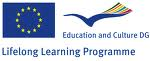 Education and Culture DG
Lifelong Learning Programme